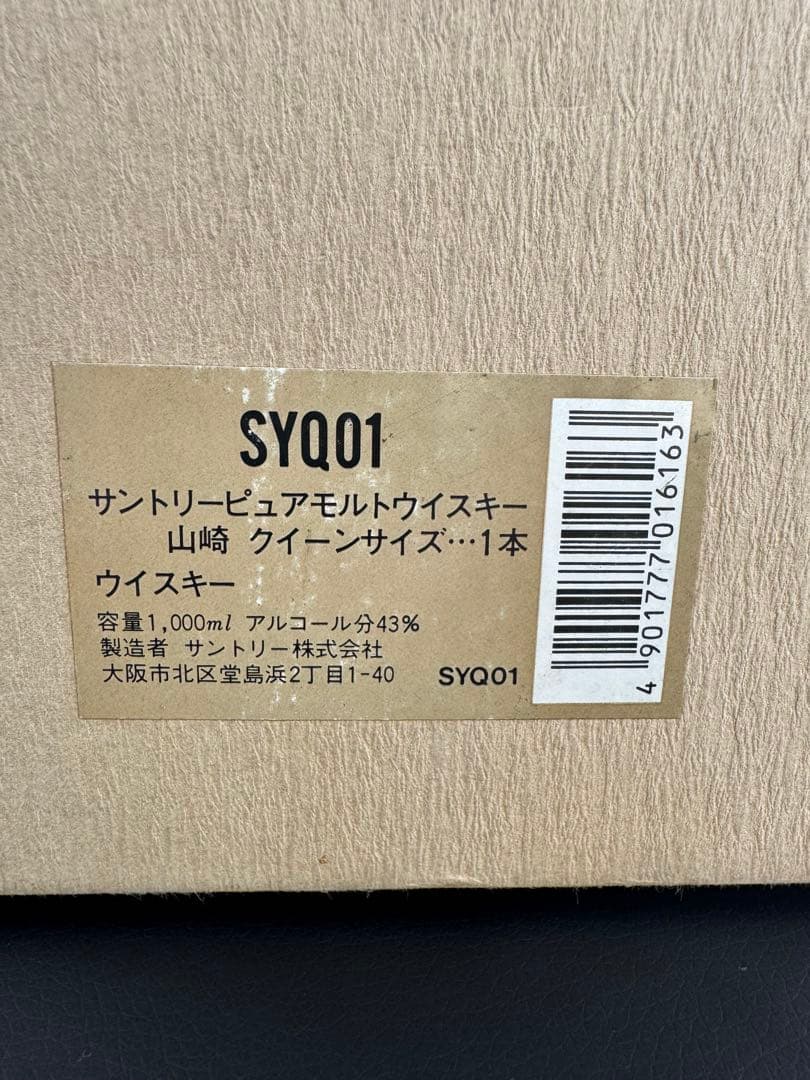 SYQ01
サントリーピュアモルトウイスキー
山崎 クイーンサイズ…1本
ウイスキー
容量1,000ml アルコール分43%
製造者 サントリー株式会社
大阪市北区堂島浜2丁目1-40 SYQ01
4 901777 016163